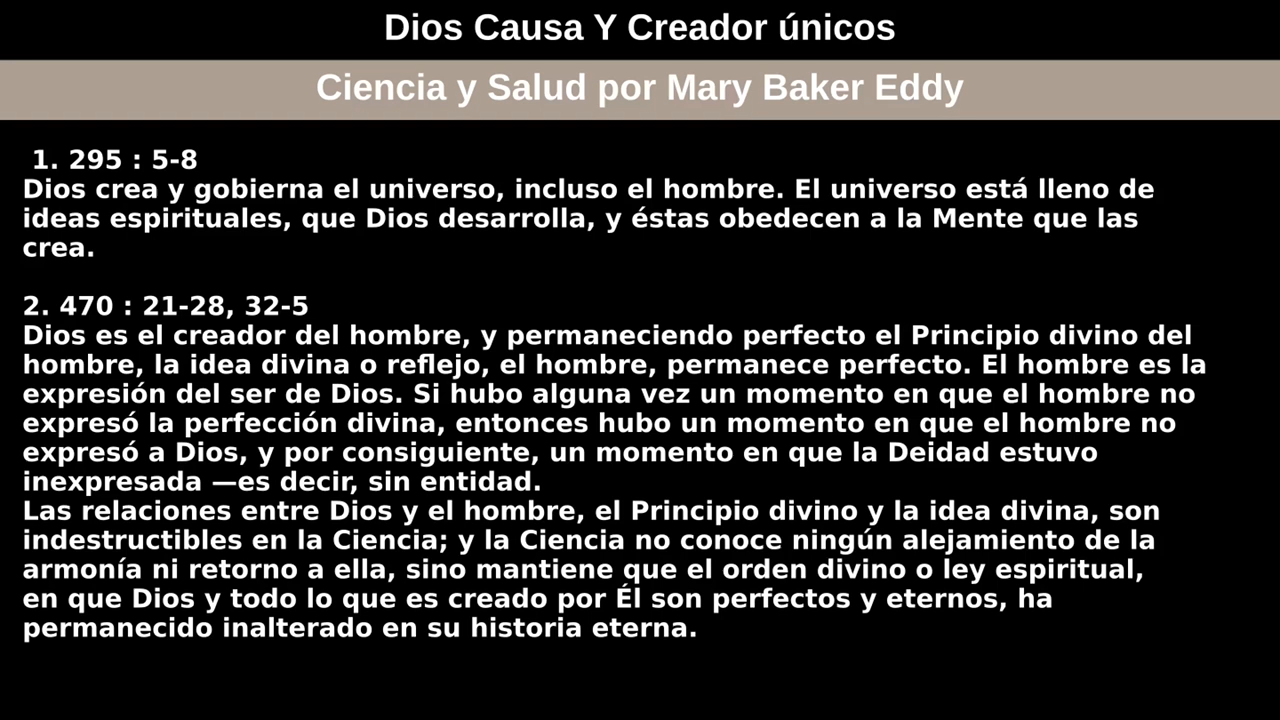 Dios Causa Y Creador únicos
Ciencia y Salud por Mary Baker Eddy
1. 295 : 5-8
Dios crea y gobierna el universo, incluso el hombre. El universo está lleno de
ideas espirituales, que Dios desarrolla, y éstas obedecen a la Mente que las
crea.
2. 470 : 21-28, 32-5
Dios es el creador del hombre, y permaneciendo perfecto el Principio divino del
hombre, la idea divina o reflejo, el hombre, permanece perfecto. El hombre es la
expresión del ser de Dios. Si hubo alguna vez un momento en que el hombre no
expresó la perfección divina, entonces hubo un momento en que el hombre no
expresó a Dios, y por consiguiente, un momento en que la Deidad estuvo
inexpresada —es decir, sin entidad.
Las relaciones entre Dios y el hombre, el Principio divino y la idea divina, son
indestructibles en la Ciencia; y la Ciencia no conoce ningún alejamiento de la
armonía ni retorno a ella, sino mantiene que el orden divino o ley espiritual,
en que Dios y todo lo que es creado por Él son perfectos y eternos, ha
permanecido inalterado en su historia eterna.